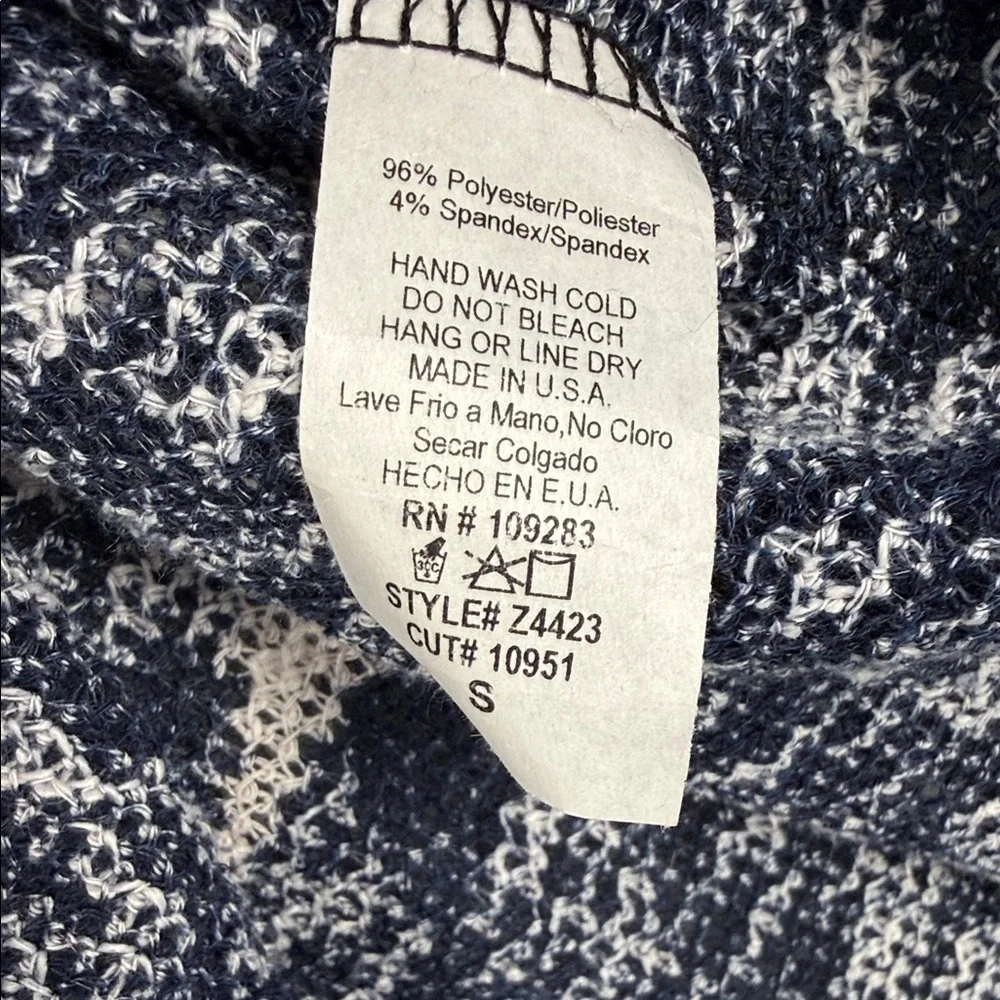 96% Polyester/Poliester
4% Spandex/Spandex
HAND WASH COLD
DO NOT BLEACH
HANG OR LINE DRY
MADE IN U.S.A.
Lave Frio a Mano,No Cloro
Secar Colgado
HECHO EN E.U.A.
RN # 109283
30C
STYLE# Z4423
CUT# 10951
S